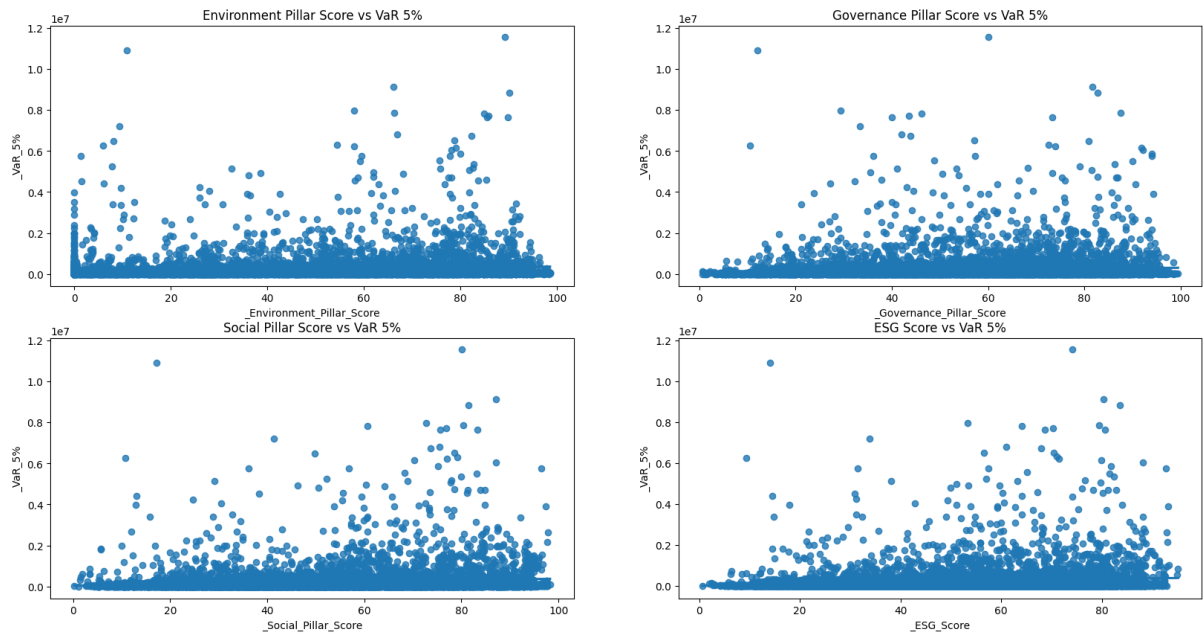 Environment Pillar Score vs VaR 5%
1e7
1.2
1.0
0.8
0.6
0.4
0.2
0.0
_VaR_5%
0 20 40 60 80 100
_Environment_Pillar_Score
Governance Pillar Score vs VaR 5%
1e7
1.2
1.0
0.8
0.6
0.4
0.2
0.0
_VaR_5%
0 20 40 60 80 100
_Governance_Pillar_Score
Social Pillar Score vs VaR 5%
1e7
1.2
1.0
0.8
0.6
0.4
0.2
0.0
_VaR_5%
0 20 40 60 80 100
_Social_Pillar_Score
ESG Score vs VaR 5%
1e7
1.2
1.0
0.8
0.6
0.4
0.2
0.0
_VaR_5%
0 20 40 60 80
_ESG_Score